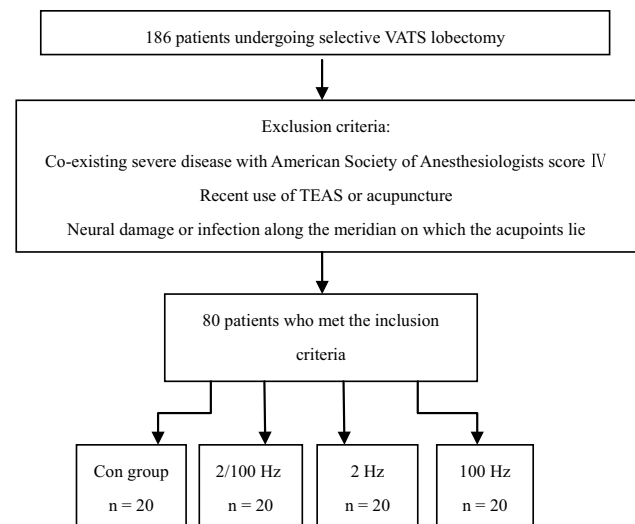 186 patients undergoing selective VATS lobectomy
Exclusion criteria:
Co-existing severe disease with American Society of Anesthesiologists score Ⅳ
Recent use of TEAS or acupuncture
Neural damage or infection along the meridian on which the acupoints lie
80 patients who met the inclusion
criteria
Con group
n = 20
2/100 Hz
n = 20
2 Hz
n = 20
100 Hz
n = 20